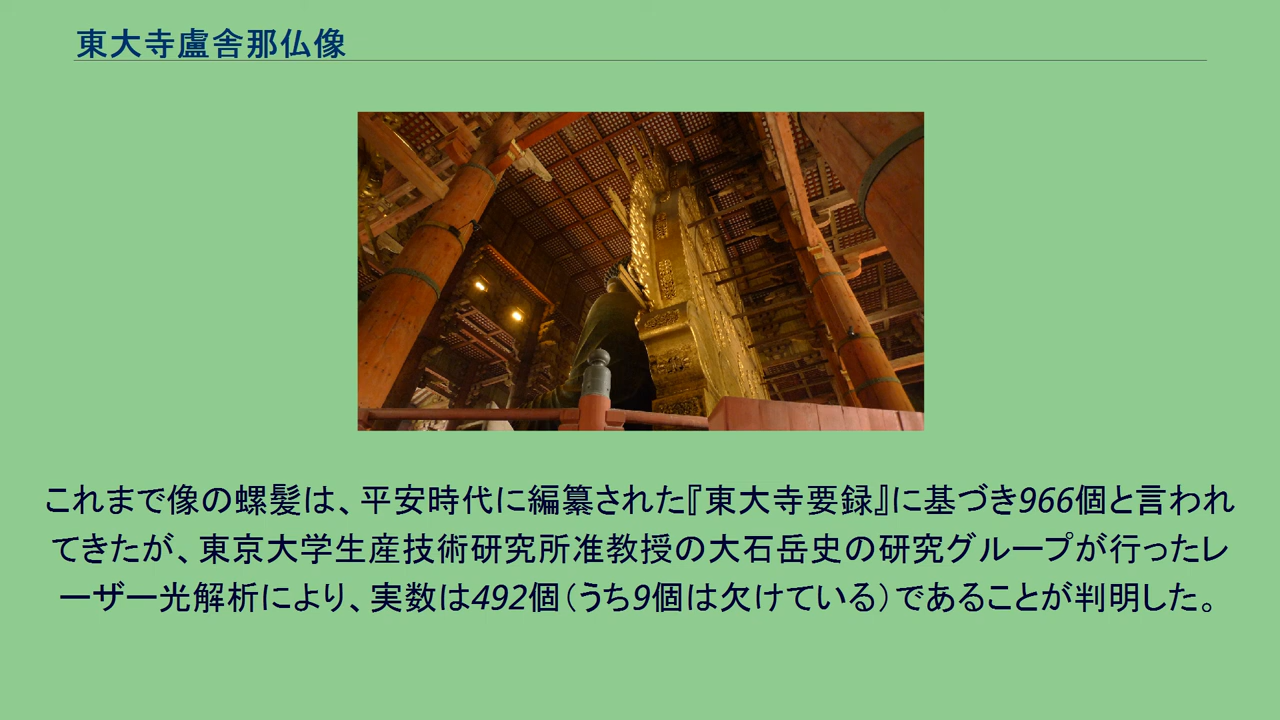 東大寺盧舎那仏像
これまで像の螺髪は、平安時代に編纂された『東大寺要録』に基づき966個と言われ
てきたが、東京大学生産技術研究所准教授の大石岳史の研究グループが行ったレ
ーザー光解析により、実数は492個（うち9個は欠けている）であることが判明した。